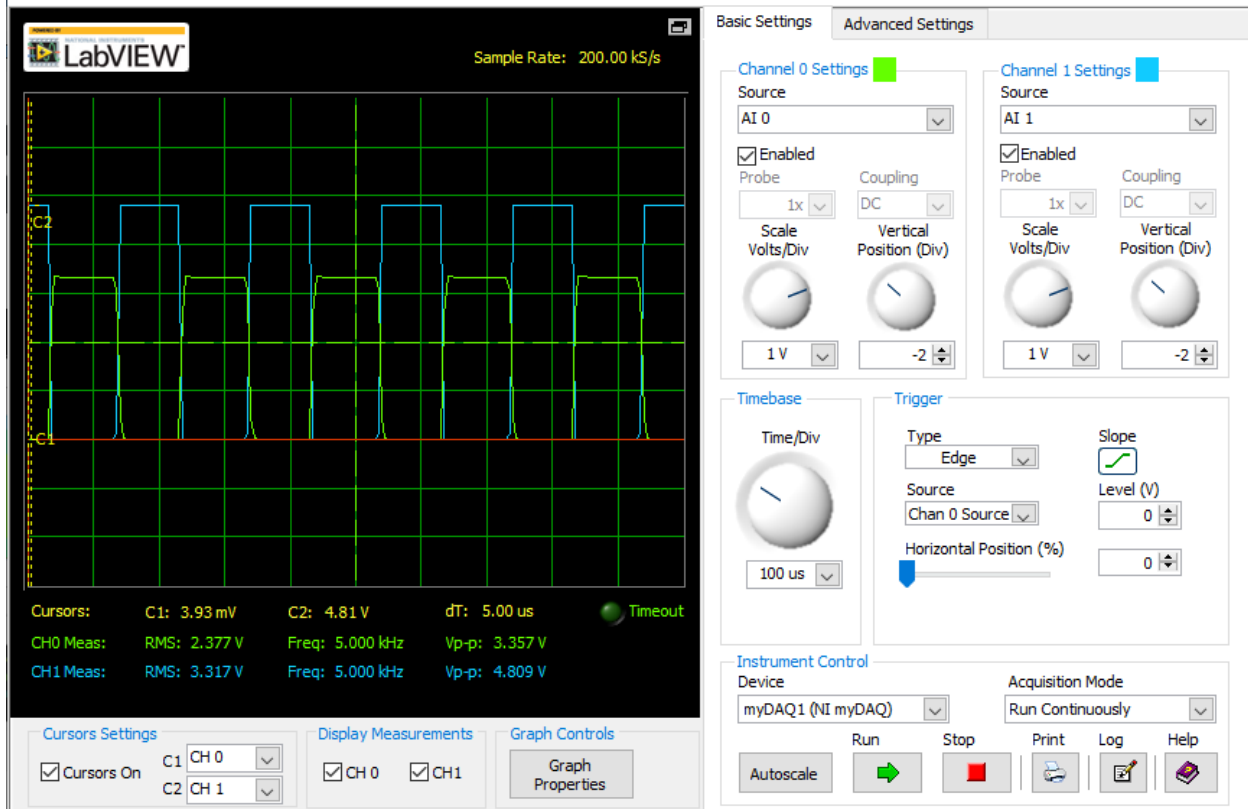 POWERED BY
NATIONAL INSTRUMENTS
LabVIEW
Sample Rate: 200.00 kS/s
C2
C1
Cursors: C1: 3.93 mV C2: 4.81 V dT: 5.00 us Timeout
CH0 Meas: RMS: 2.377 V Freq: 5.000 kHz Vp-p: 3.357 V
CH1 Meas: RMS: 3.317 V Freq: 5.000 kHz Vp-p: 4.809 V
Cursors Settings
Cursors On
C1 CH 0
C2 CH 1
Display Measurements
CH 0 CH1
Graph Controls
Graph
Properties
Basic Settings Advanced Settings
Channel 0 Settings
Source
AI 0
Enabled
Probe Coupling
1x DC
Scale Vertical
Volts/Div Position (Div)
1 V -2
Channel 1 Settings
Source
AI 1
Enabled
Probe Coupling
1x DC
Scale Vertical
Volts/Div Position (Div)
1 V -2
Timebase
Time/Div
100 us
Trigger
Type Slope
Edge
Source Level (V)
Chan 0 Source 0
Horizontal Position (%)
0
Instrument Control
Device Acquisition Mode
myDAQ1 (NI myDAQ) Run Continuously
Run Stop Print Log Help
Autoscale